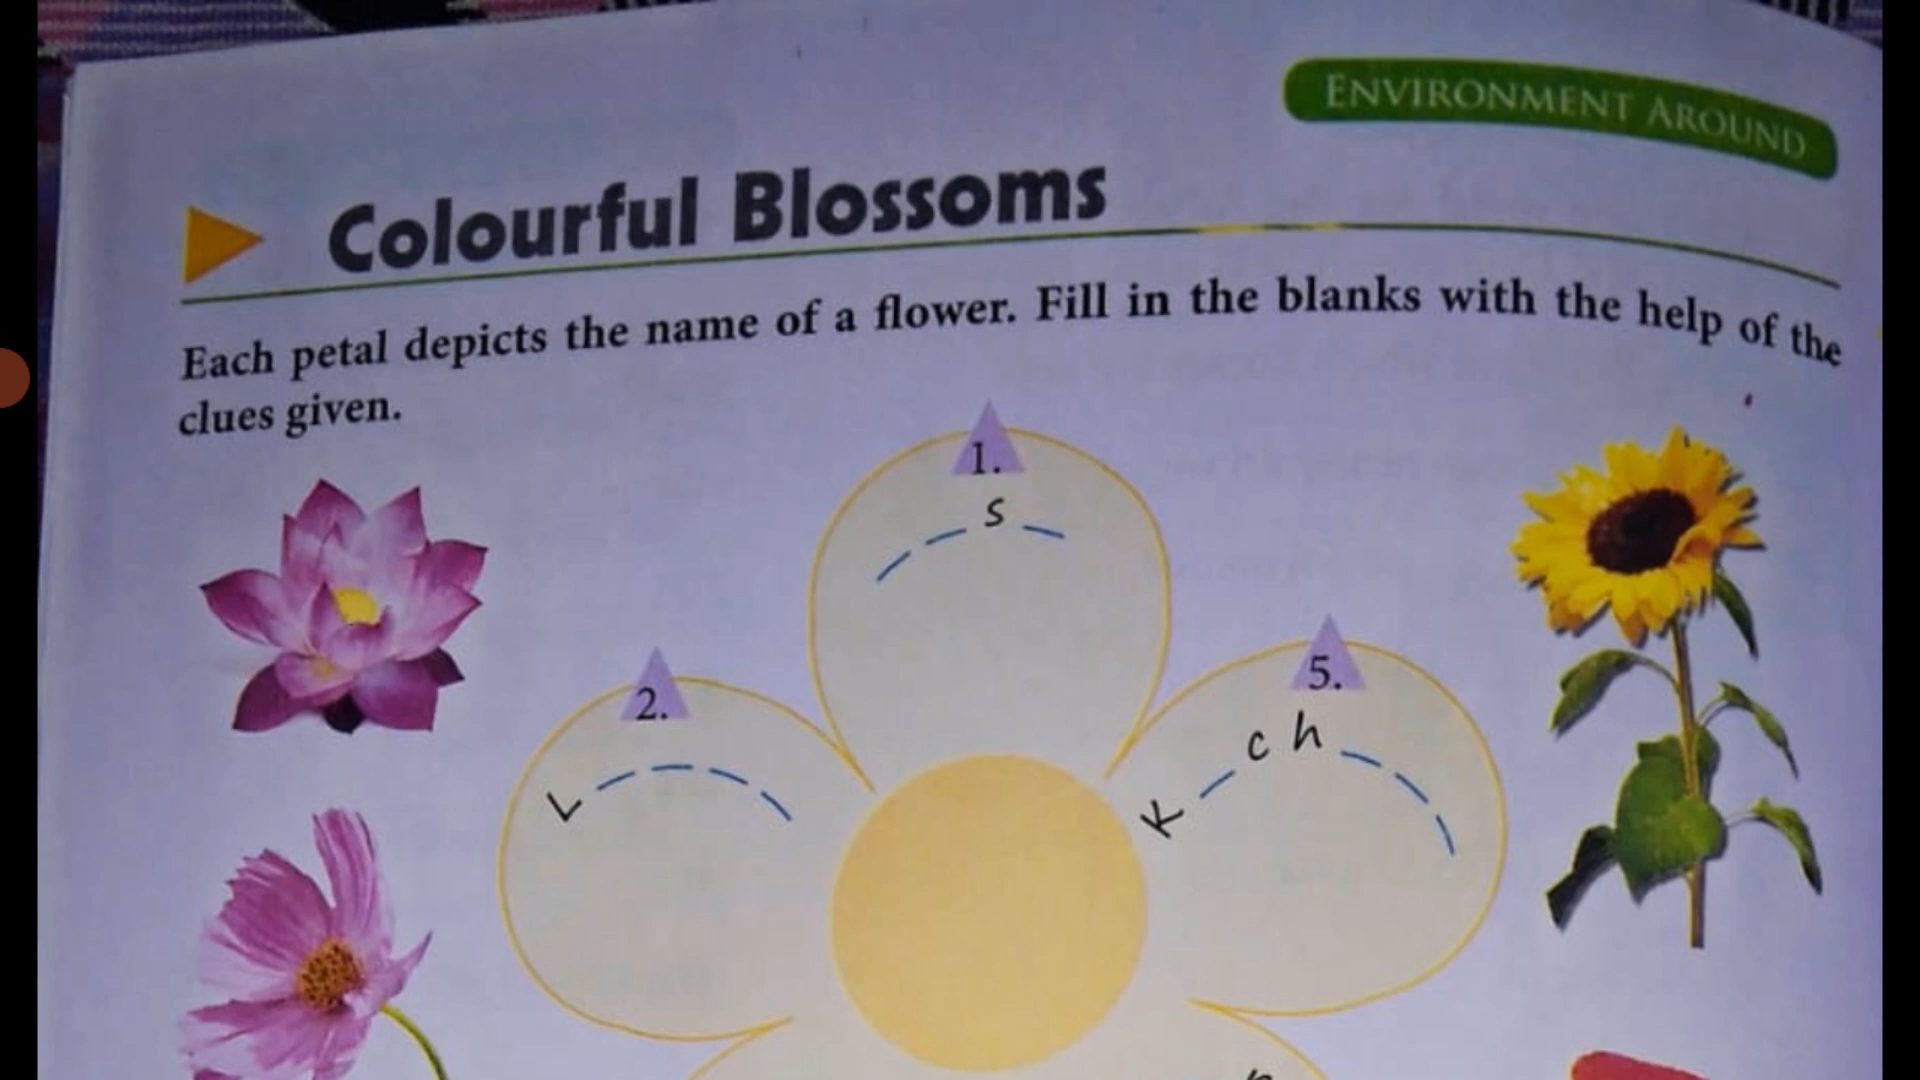 ENVIRONMENT AROUND
Colourful Blossoms
Each petal depicts the name of a flower. Fill in the blanks with the help of the
clues given.
1.
_ _ s _
2.
L _ _ _ _
5.
K _ c h _ _ _